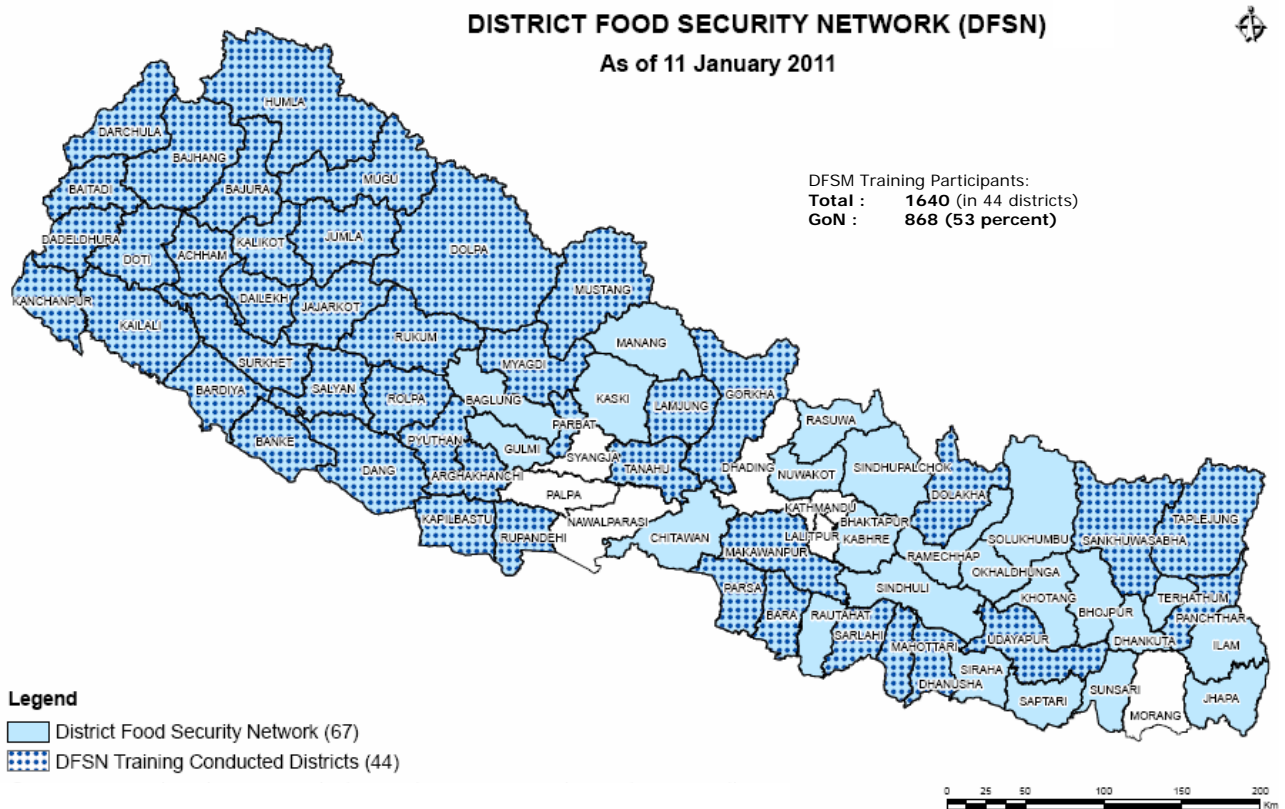 DISTRICT FOOD SECURITY NETWORK (DFSN)
As of 11 January 2011
DFSM Training Participants:
Total : 1640 (in 44 districts)
GoN : 868 (53 percent)
HUMLA
DARCHULA
BAJHANG
MUGU
BAITADI
BAJURA
DADELDHURA
KALIKOT
JUMLA
DOLPA
DOTI
ACHHAM
MUSTANG
KANCHANPUR
DAILEKH
JAJARKOT
KAILALI
RUKUM
MANANG
SURKHET
MYAGDI
BARDIYA
SALYAN
ROLPA
BAGLUNG
KASKI
LAMJUNG
GORKHA
PARBAT
RASUWA
BANKE
PYUTHAN
GULMI
SYANGJA
DANG
ARGHAKHANCHI
TANAHU
DHADING
NUWAKOT
SINDHUPALCHOK
PALPA
DOLAKHA
KAPILBASTU
NAWALPARASI
KATHMANDU
BHAKTAPUR
TAPLEJUNG
RUPANDEHI
CHITAWAN
LALITPUR
KABHRE
SOLUKHUMBU
SANKHUWASABHA
MAKAWANPUR
RAMECHHAP
OKHALDHUNGA
PARSA
SINDHULI
KHOTANG
TERHATHUM
BARA
RAUTAHAT
BHOJPUR
PANCHTHAR
SARLAHI
MAHOTTARI
UDAYAPUR
DHANKUTA
ILAM
DHANUSHA
SIRAHA
SAPTARI
SUNSARI
JHAPA
MORANG
Legend
District Food Security Network (67)
DFSN Training Conducted Districts (44)
0 25 50 100 150 200
Km